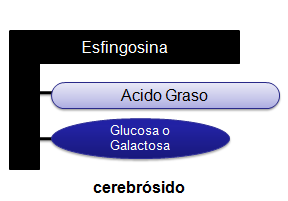 Esfingosina
Acido Graso
Glucosa o
Galactosa
cerebrósido